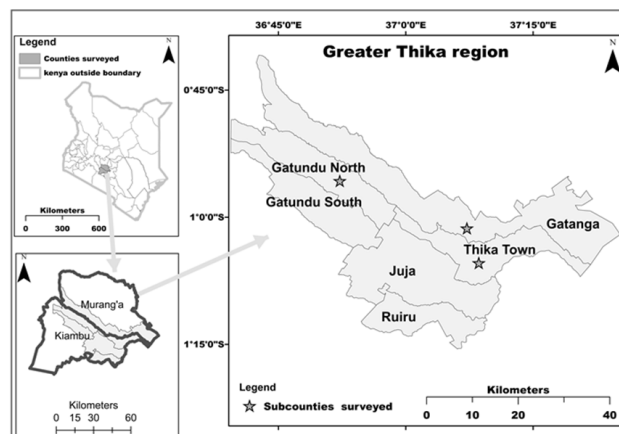 N
Legend
Counties surveyed
kenya outside boundary
Kilometers
0 300 600
N
Murang'a
Kiambu
Kilometers
0 15 30 60
36°45'0"E 37°0'0"E 37°15'0"E
Greater Thika region
N
0°45'0"S
1°0'0"S
1°15'0"S
Gatundu North
Gatundu South
Gatanga
Thika Town
Juja
Ruiru
Legend
Subcounties surveyed
Kilometers
0 10 20 40